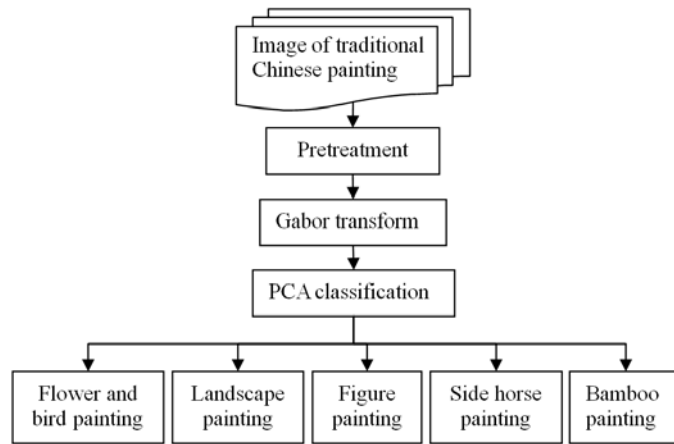 Image of traditional
Chinese painting
Pretreatment
Gabor transform
PCA classification
Flower and
bird painting
Landscape
painting
Figure
painting
Side horse
painting
Bamboo
painting